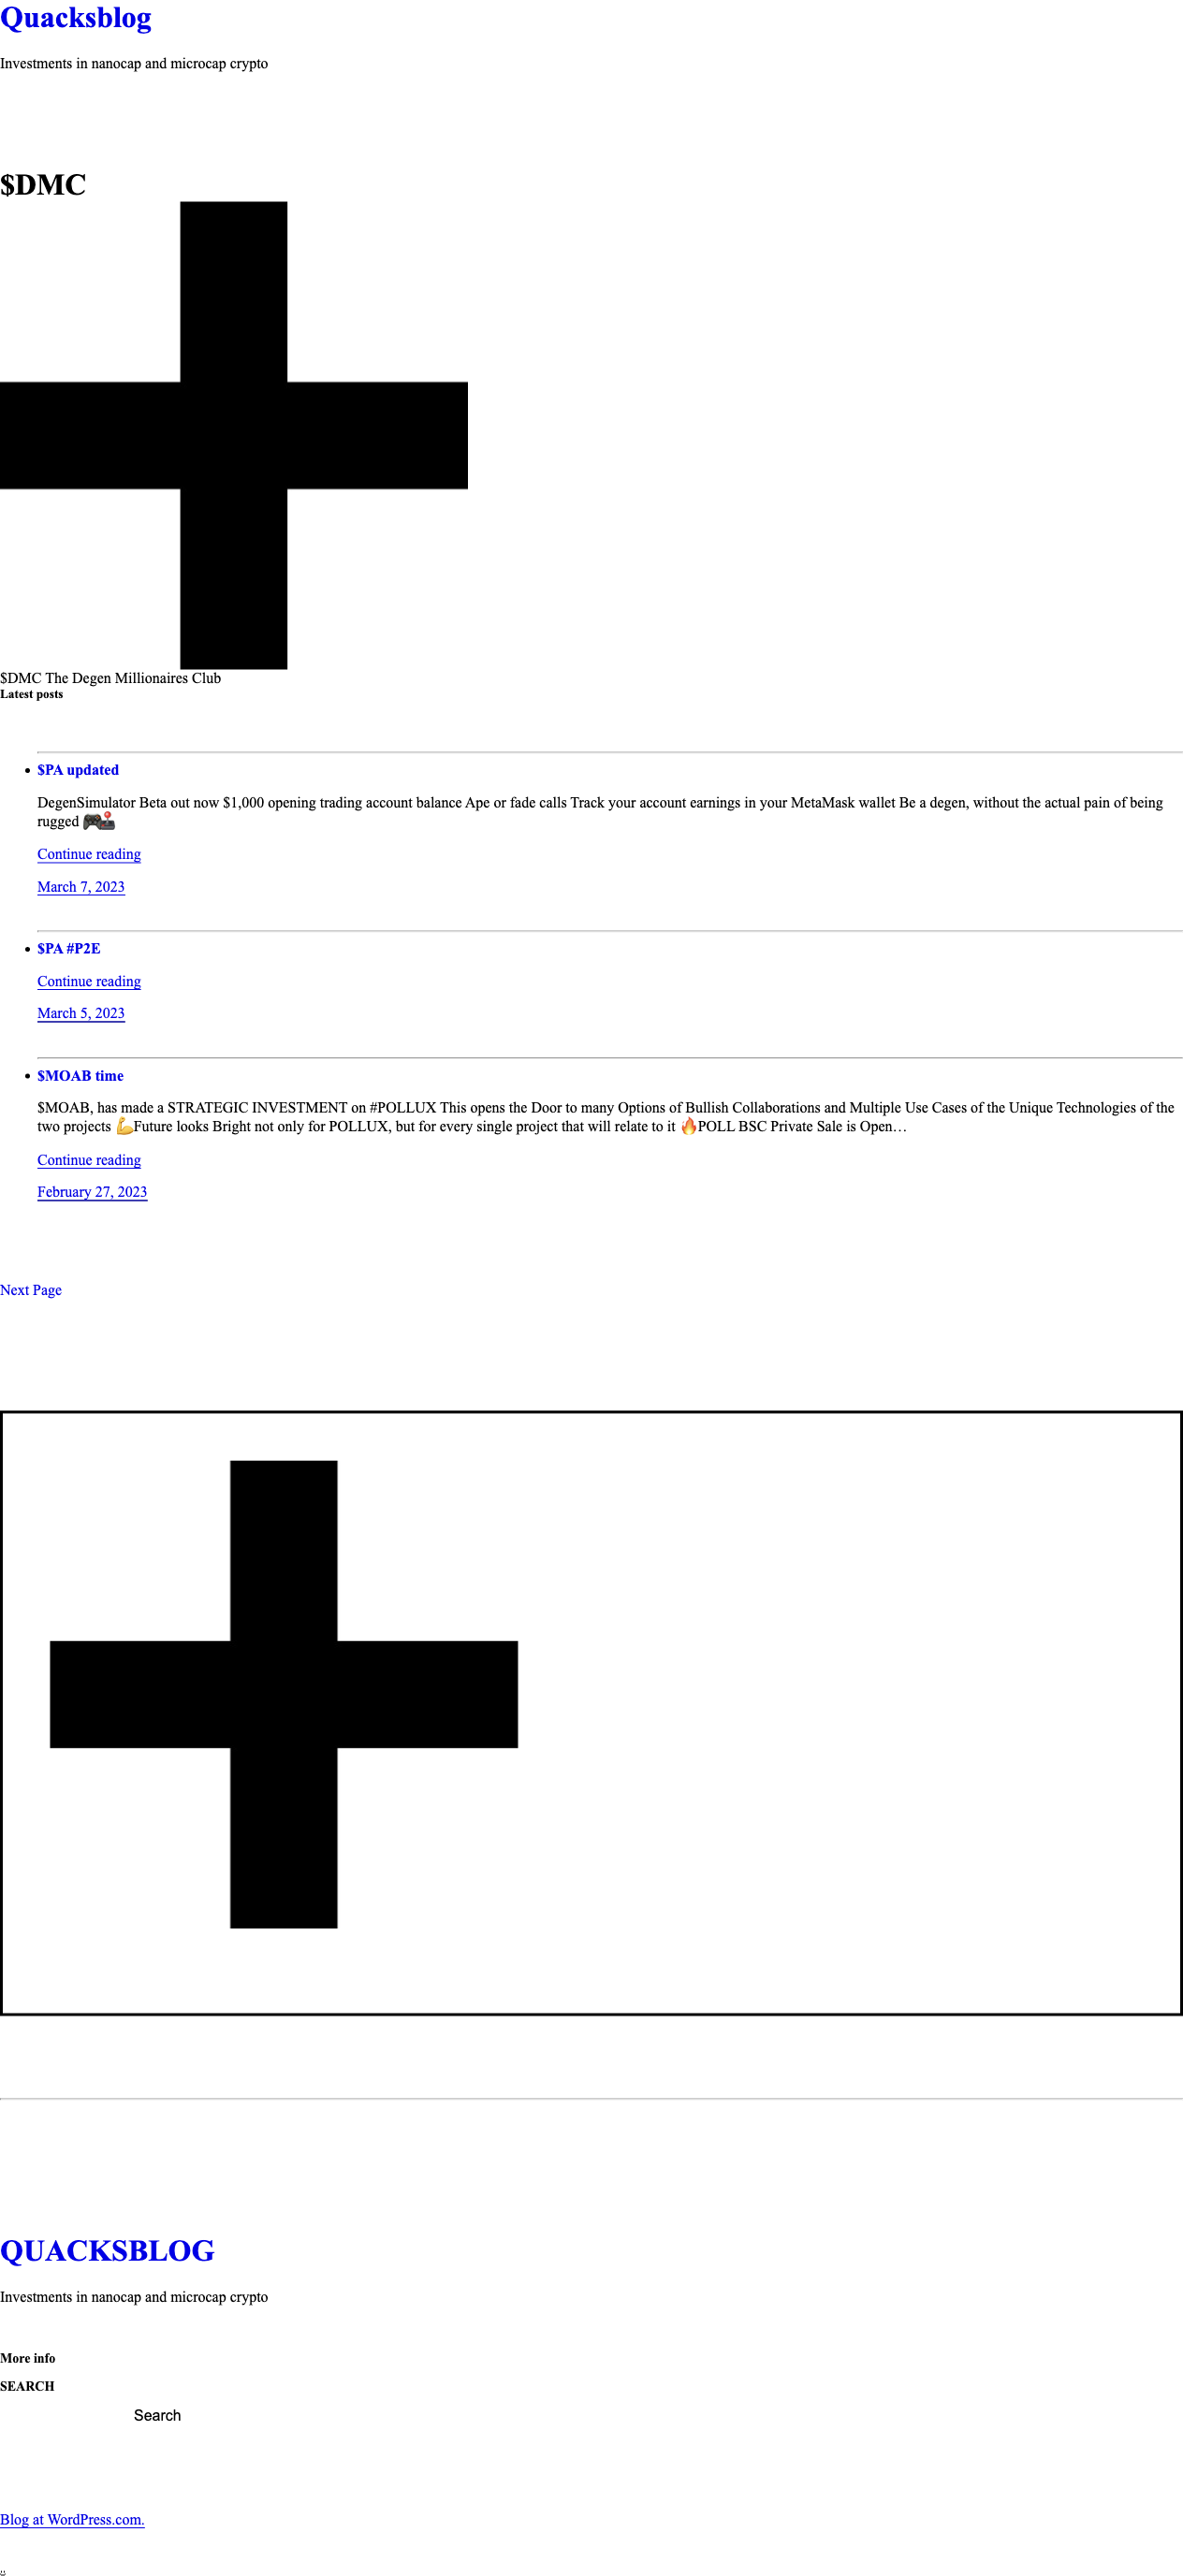 Quacksblog
Investments in nanocap and microcap crypto
$DMC
$DMC The Degen Millionaires Club
Latest posts
$PA updated
DegenSimulator Beta out now $1,000 opening trading account balance Ape or fade calls Track your account earnings in your MetaMask wallet Be a degen, without the actual pain of being
rugged 🎮🕹
Continue reading
March 7, 2023
$PA #P2E
Continue reading
March 5, 2023
$MOAB time
$MOAB, has made a STRATEGIC INVESTMENT on #POLLUX This opens the Door to many Options of Bullish Collaborations and Multiple Use Cases of the Unique Technologies of the
two projects 💪Future looks Bright not only for POLLUX, but for every single project that will relate to it 🔥POLL BSC Private Sale is Open…
Continue reading
February 27, 2023
Next Page
QUACKSBLOG
Investments in nanocap and microcap crypto
More info
SEARCH
Search
Blog at WordPress.com.